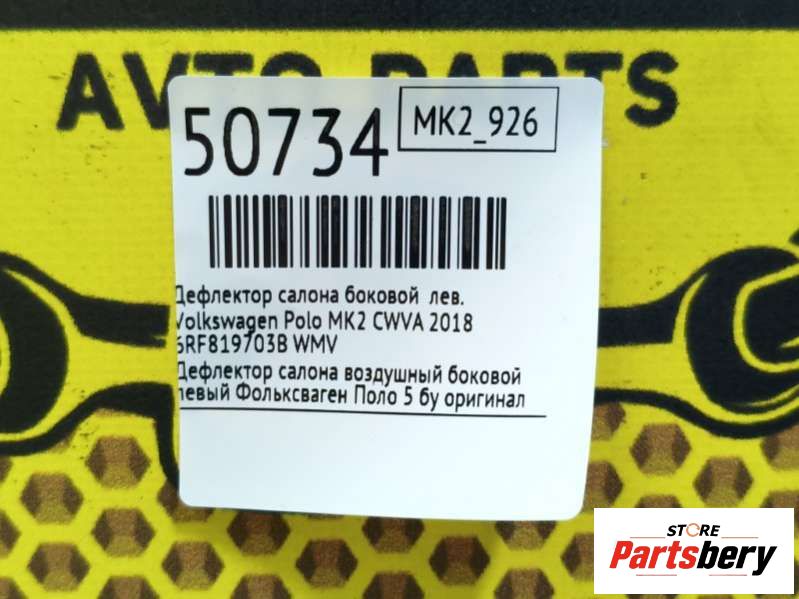 AVTO PARTS
50734
MK2_926
Дефлектор салона боковой лев.
Volkswagen Polo MK2 CWVA 2018
6RF819703B WMV
Дефлектор салона воздушный боковой
левый Фольксваген Поло 5 бу оригинал
STORE
Partsbery